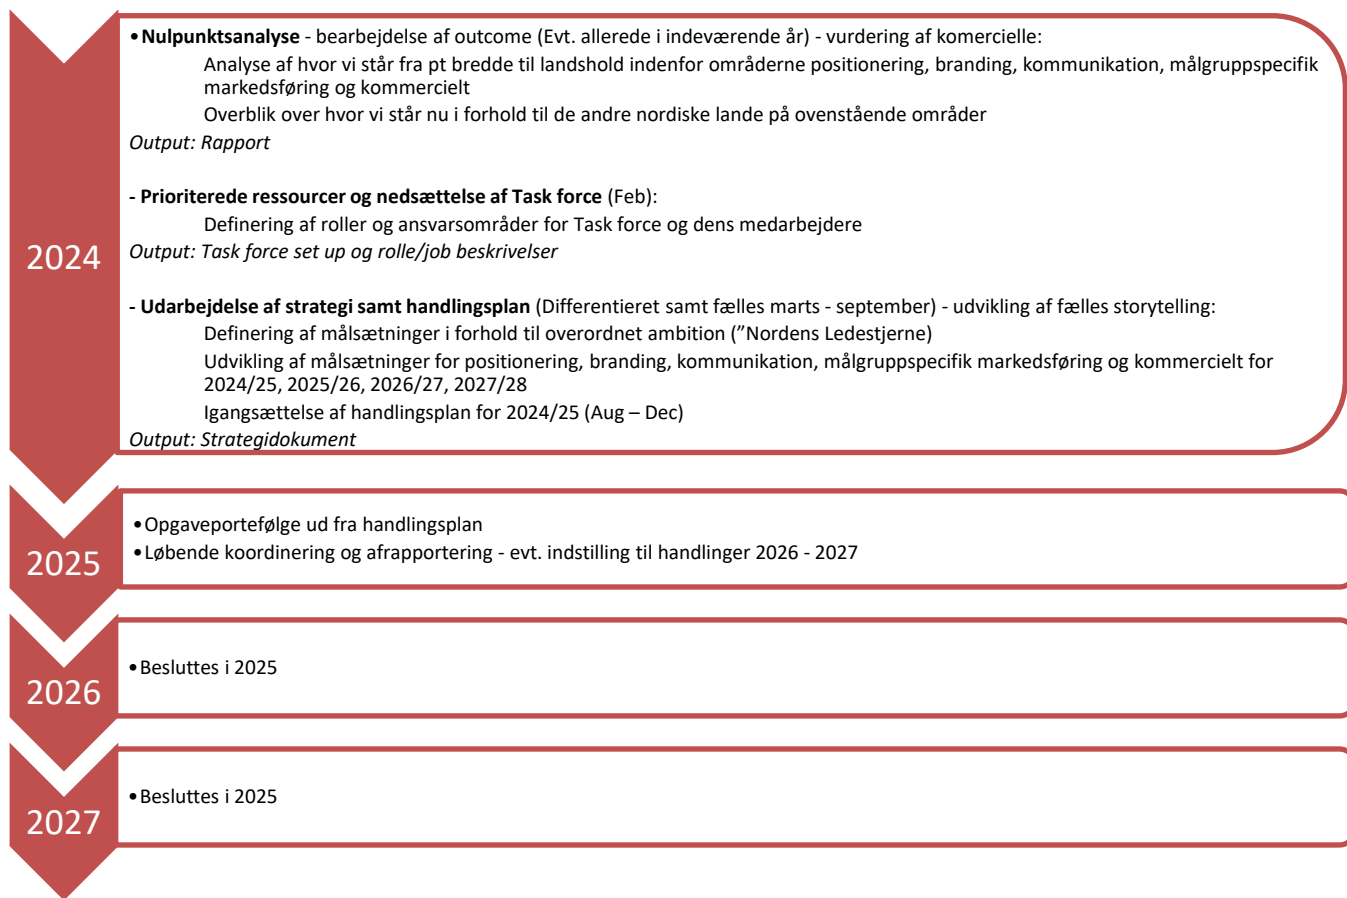 2024
•Nulpunktsanalyse - bearbejdelse af outcome (Evt. allerede i indeværende år) - vurdering af komercielle:
Analyse af hvor vi står fra pt bredde til landshold indenfor områderne positionering, branding, kommunikation, målgruppspecifik
markedsføring og kommercielt
Overblik over hvor vi står nu i forhold til de andre nordiske lande på ovenstående områder
Output: Rapport
- Prioriterede ressourcer og nedsættelse af Task force (Feb):
Definering af roller og ansvarsområder for Task force og dens medarbejdere
Output: Task force set up og rolle/job beskrivelser
- Udarbejdelse af strategi samt handlingsplan (Differentieret samt fælles marts - september) - udvikling af fælles storytelling:
Definering af målsætninger i forhold til overordnet ambition (”Nordens Ledestjerne)
Udvikling af målsætninger for positionering, branding, kommunikation, målgruppspecifik markedsføring og kommercielt for
2024/25, 2025/26, 2026/27, 2027/28
Igangsættelse af handlingsplan for 2024/25 (Aug – Dec)
Output: Strategidokument
2025
•Opgaveportefølge ud fra handlingsplan
•Løbende koordinering og afrapportering - evt. indstilling til handlinger 2026 - 2027
2026
•Besluttes i 2025
2027
•Besluttes i 2025